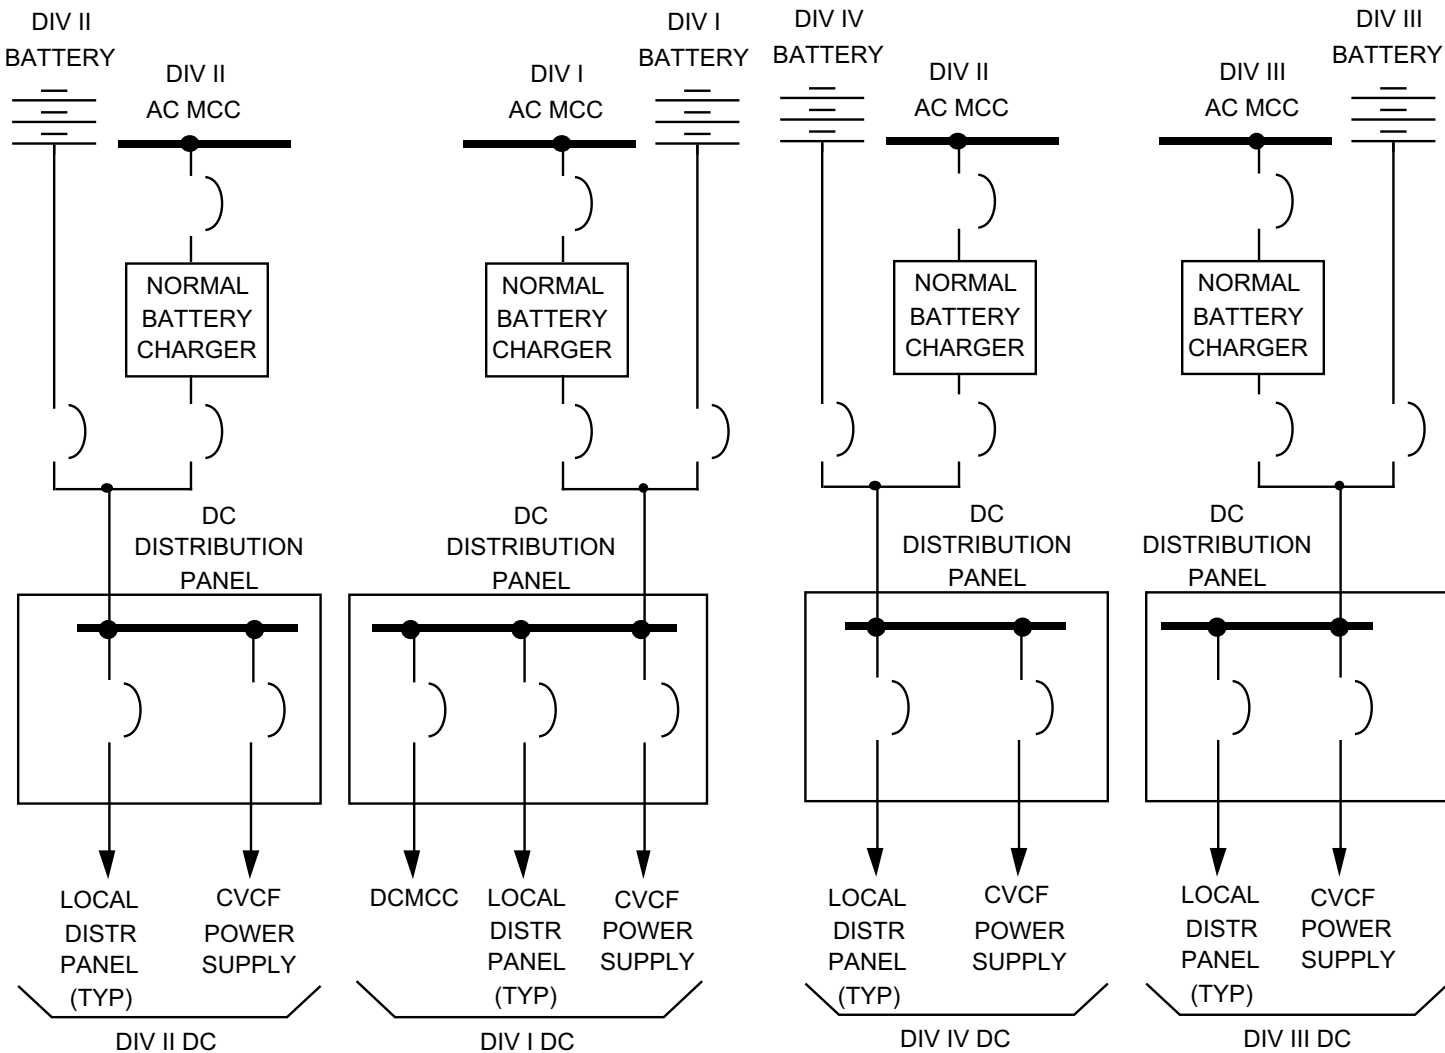 DIV II
BATTERY
DIV II
AC MCC
NORMAL
BATTERY
CHARGER
DC
DISTRIBUTION
PANEL
LOCAL
DISTR
PANEL
(TYP)
CVCF
POWER
SUPPLY
DIV II DC
DIV I
AC MCC
DIV I
BATTERY
NORMAL
BATTERY
CHARGER
DC
DISTRIBUTION
PANEL
DCMCC
LOCAL
DISTR
PANEL
(TYP)
CVCF
POWER
SUPPLY
DIV I DC
DIV IV
BATTERY
DIV II
AC MCC
NORMAL
BATTERY
CHARGER
DC
DISTRIBUTION
PANEL
LOCAL
DISTR
PANEL
(TYP)
CVCF
POWER
SUPPLY
DIV IV DC
DIV III
AC MCC
DIV III
BATTERY
NORMAL
BATTERY
CHARGER
DC
DISTRIBUTION
PANEL
LOCAL
DISTR
PANEL
(TYP)
CVCF
POWER
SUPPLY
DIV III DC